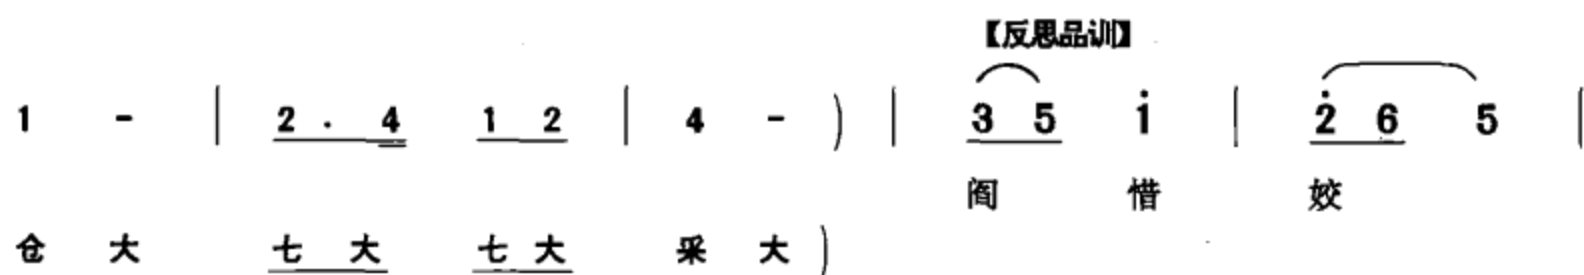 【反思品训】
1 - | 2 . 4 1 2 | 4 - ) | 3 5 i | 2̇ 6 5 |
阎 惜 姣
仓 大 七 大 七 大 采 大 )